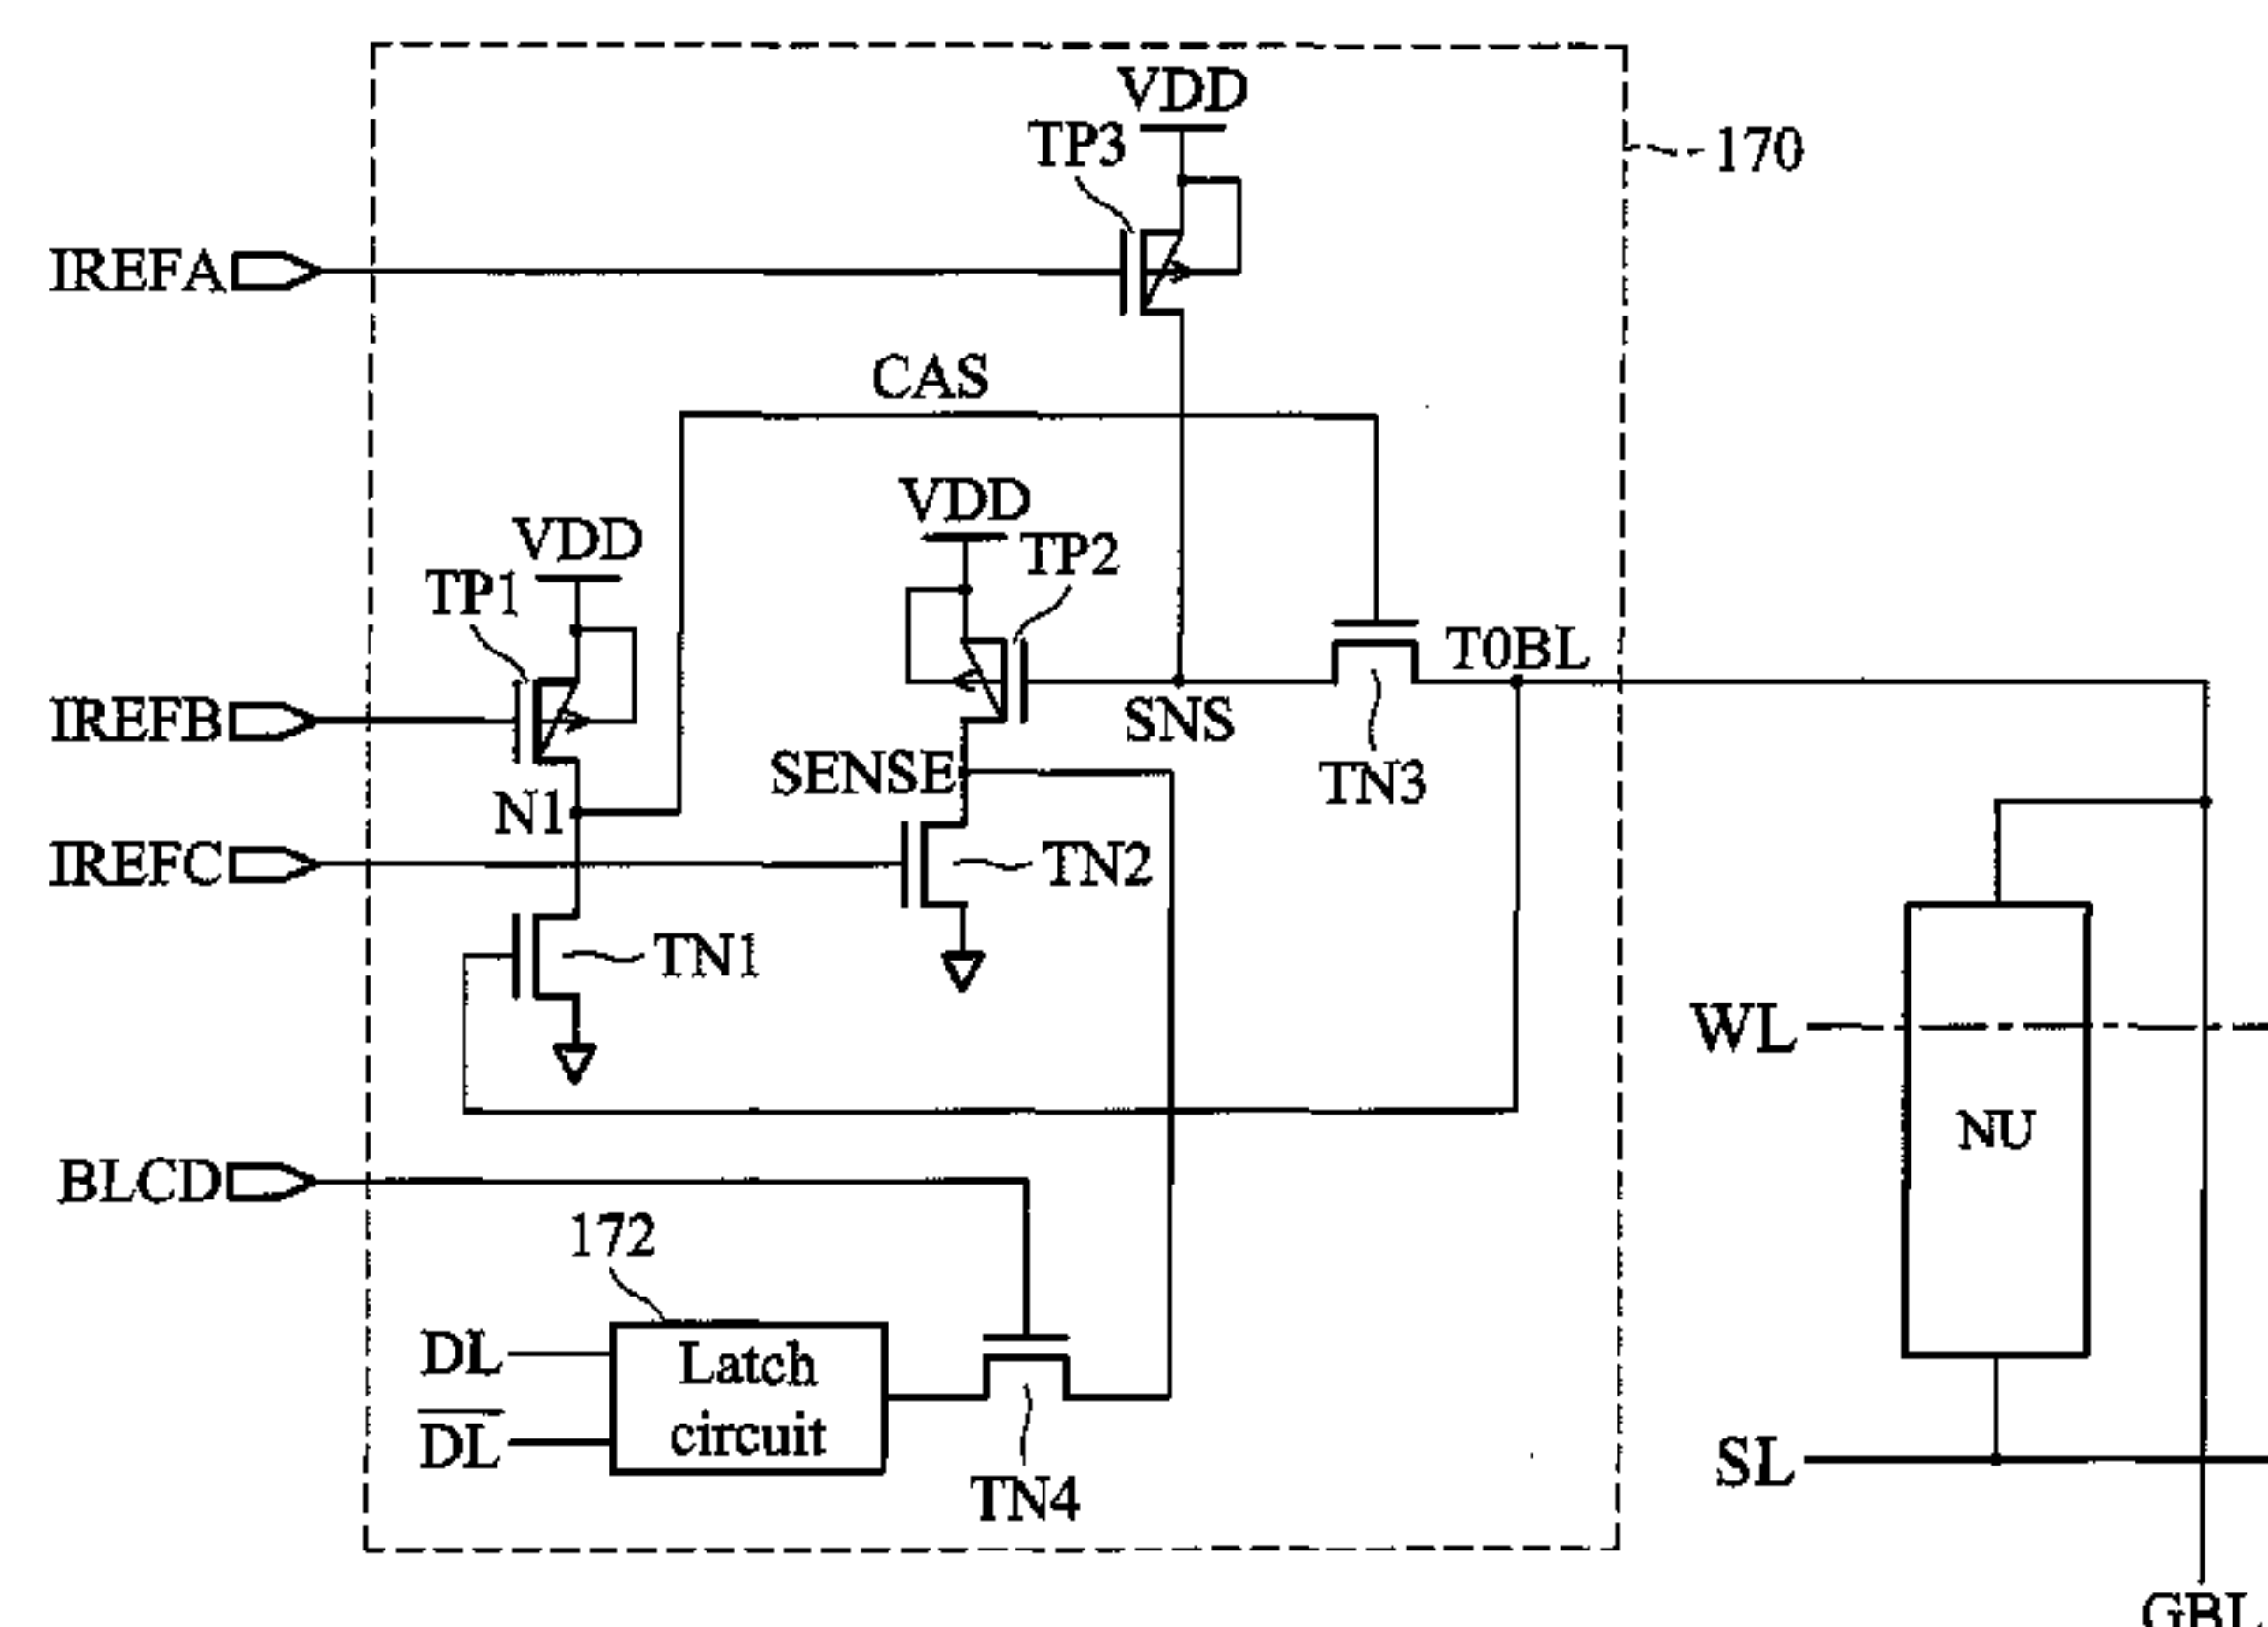 VDD
TP3
170
IREFA
CAS
VDD
TP2
VDD
TP1
T0BL
IREFB
SNS
SENSE
TN3
N1
IREFC
TN2
TN1
WL
NU
BLCD
172
DL
Latch
circuit
D̅L̅
SL
TN4
GBL